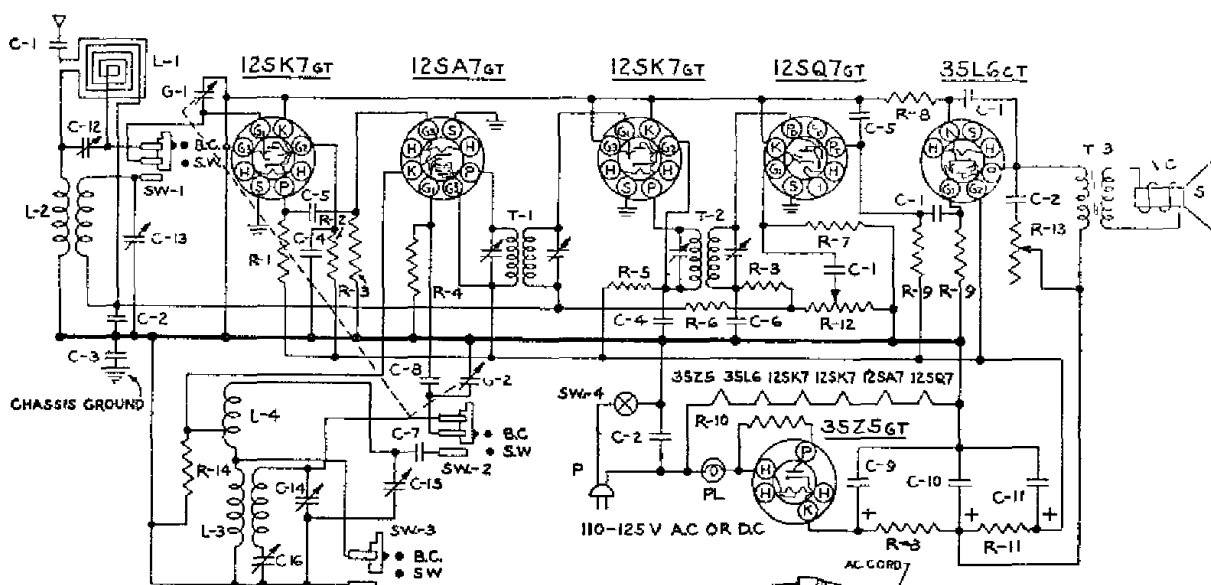 C-1
L-1
12SK7GT
12SA7GT
12SK7GT
12SQ7GT
35L6GT
G-1
C-12
B.C.
S.W.
SW-1
L-2
C-13
C-5
R-2
C-14
R-1
R-3
R-4
T-1
T-2
R-5
R-3
R-6
C-4
C-6
R-7
C-1
R-12
C-5
R-8
C-1
C-1
R-9
R-9
C-2
R-13
T 3
V C
S
C-2
C-3
CHASSIS GROUND
L-4
R-14
L-3
C-14
C-16
C-8
G-2
C-7
B.C
S.W
SW-2
C-15
SW-3
B.C.
S.W
35Z5 35L6 12SK7 12SK7 12SA7 12SQ7
SW-4
C-2
R-10
35Z5GT
P
PL
110-125 V A.C OR D.C
C-9
C-10
C-11
R-3
R-11
AC CORD